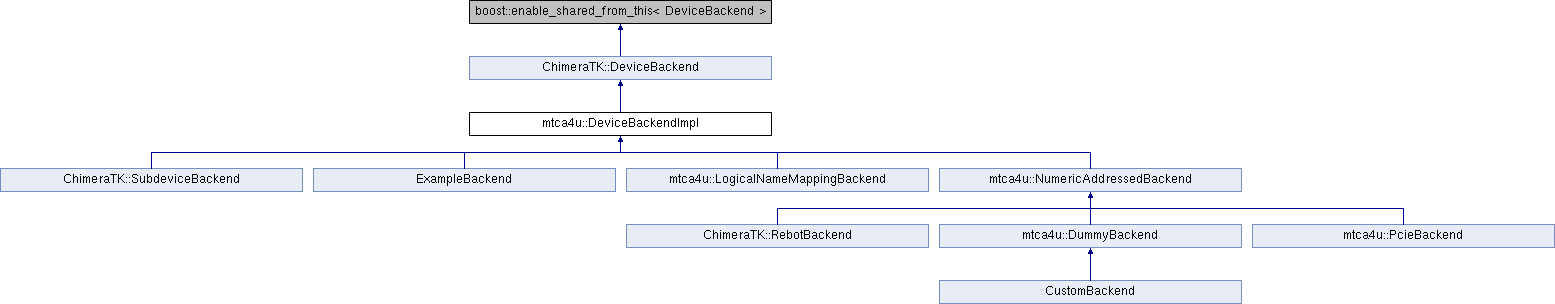 boost::enable_shared_from_this< DeviceBackend >
ChimeraTK::DeviceBackend
mtca4u::DeviceBackendImpl
ChimeraTK::SubdeviceBackend
ExampleBackend
mtca4u::LogicalNameMappingBackend
mtca4u::NumericAddressedBackend
ChimeraTK::RebotBackend
mtca4u::DummyBackend
mtca4u::PcieBackend
CustomBackend